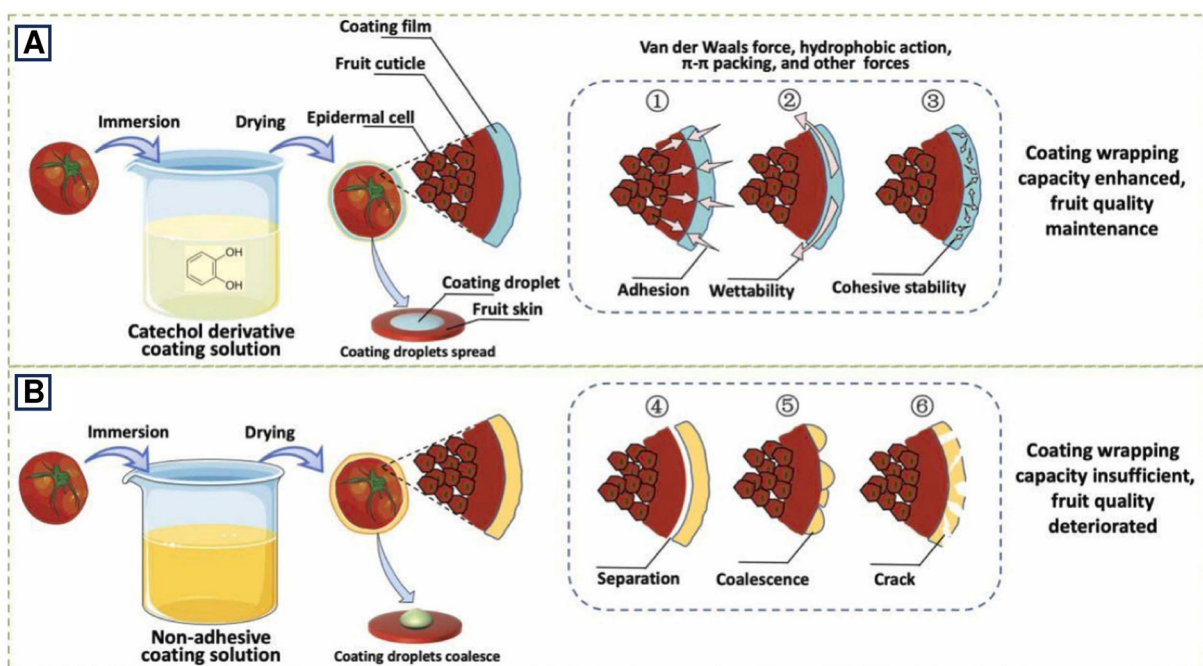 A
Coating film
Fruit cuticle
Epidermal cell
Immersion
Drying
OH
OH
Catechol derivative
coating solution
Coating droplet
Fruit skin
Coating droplets spread
Van der Waals force, hydrophobic action,
π-π packing, and other forces
① ② ③
Adhesion
Wettability
Cohesive stability
Coating wrapping
capacity enhanced,
fruit quality
maintenance
B
Immersion
Drying
Non-adhesive
coating solution
Coating droplets coalesce
④ ⑤ ⑥
Separation
Coalescence
Crack
Coating wrapping
capacity insufficient,
fruit quality
deteriorated